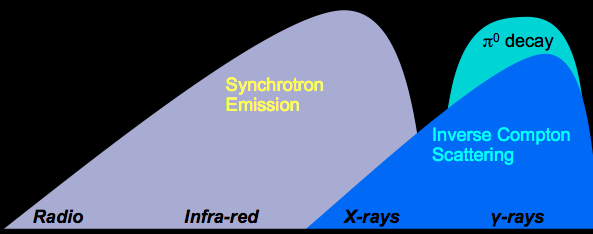 π⁰ decay
Synchrotron
Emission
Inverse Compton
Scattering
Radio Infra-red X-rays γ-rays